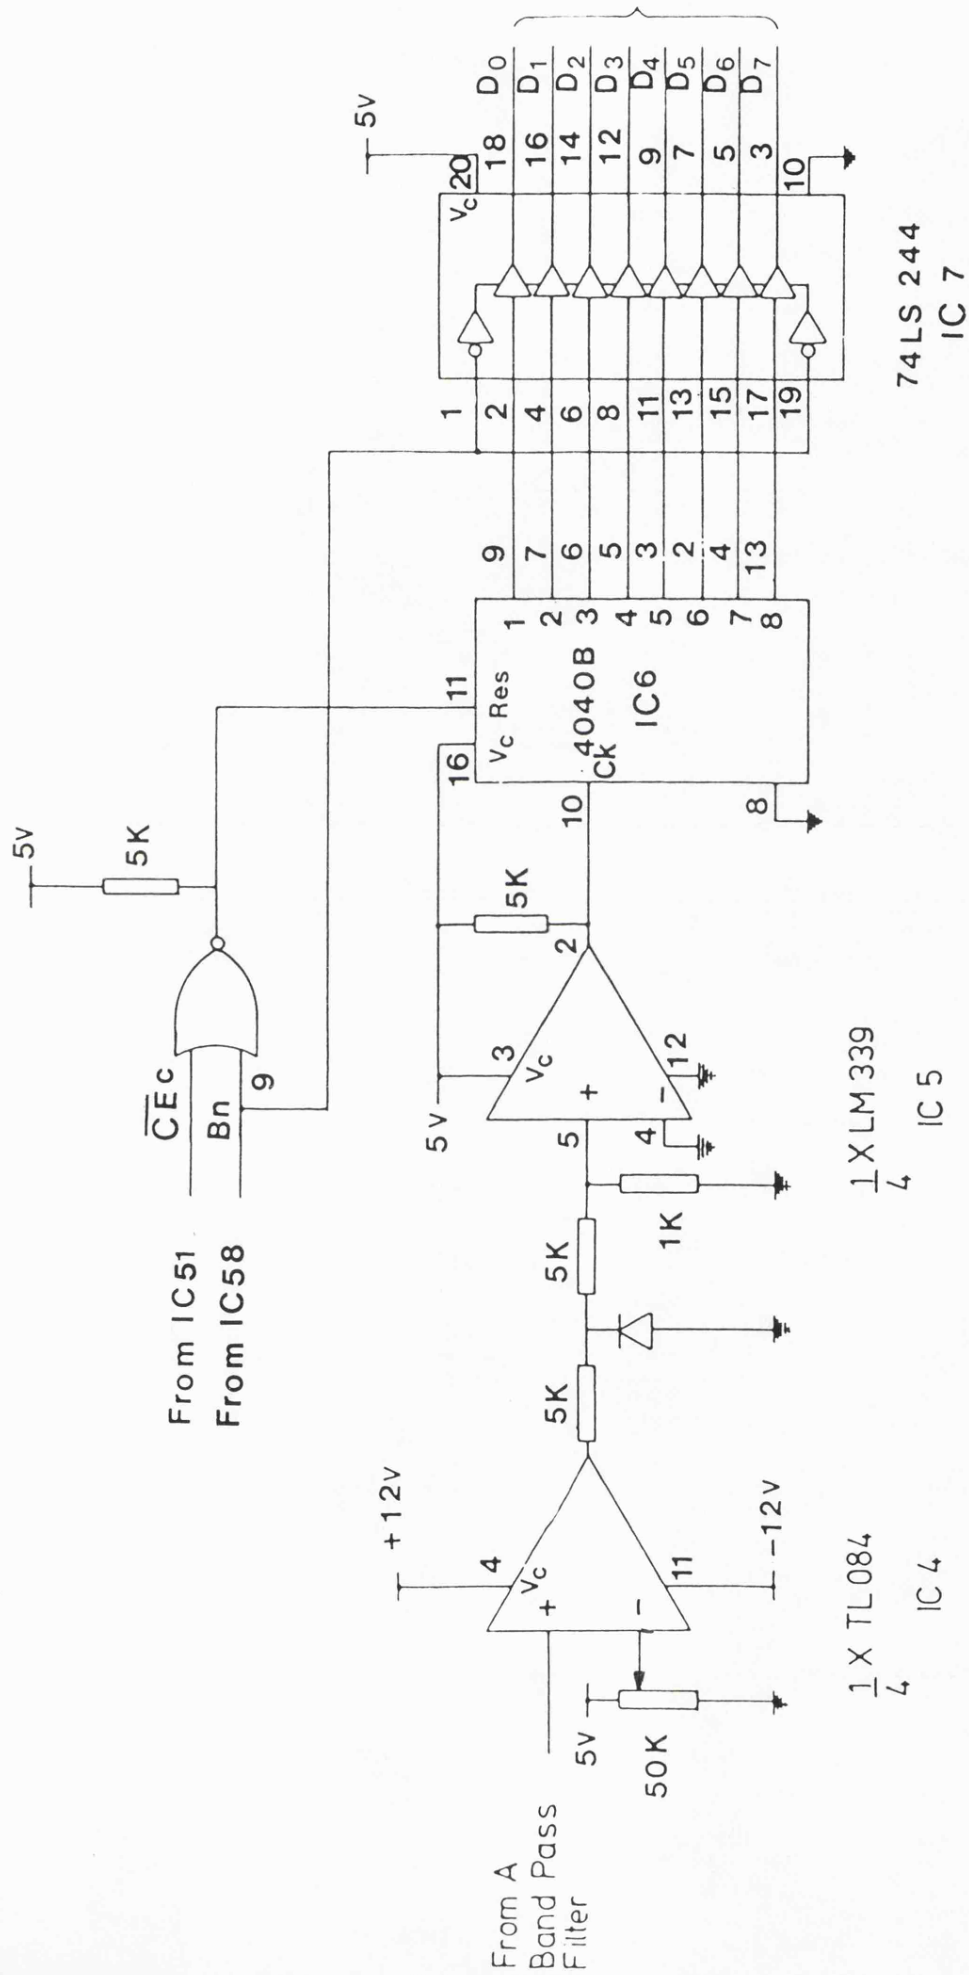 From IC51
From IC58
CEc
Bn
9
5V
5K
From A
Band Pass
Filter
5V
50K
+12V
4
Vc
+
-
11
-12V
5K
5K
1K
5V
3
Vc
5
+
4
-
12
2
5K
16
11
Vc Res
4040B
IC6
10
Ck
8
1 9
2 7
3 6
4 5
5 3
6 2
7 4
8 13
1
2
4
6
8
11
13
15
17
19
5V
Vc 20
18 D0
16 D1
14 D2
12 D3
9 D4
7 D5
5 D6
3 D7
10
1/4 X TL084
IC 4
1/4 X LM339
IC 5
74LS 244
IC 7